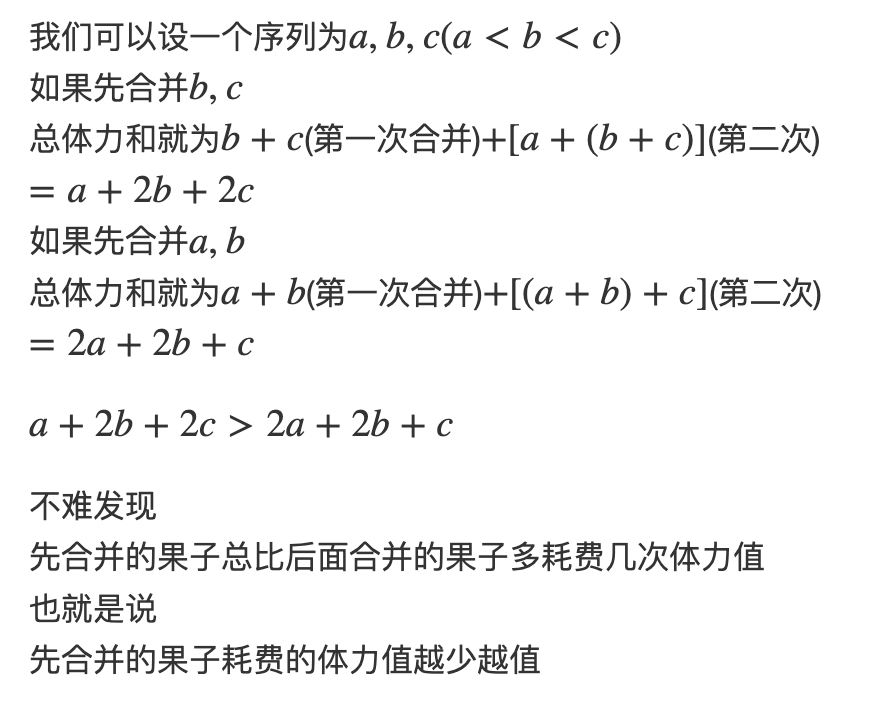 我们可以设一个序列为a, b, c(a < b < c)
如果先合并b, c
总体力和就为b + c(第一次合并)+[a + (b + c)](第二次)
= a + 2b + 2c
如果先合并a, b
总体力和就为a + b(第一次合并)+[(a + b) + c](第二次)
= 2a + 2b + c
a + 2b + 2c > 2a + 2b + c
不难发现
先合并的果子总比后面合并的果子多耗费几次体力值
也就是说
先合并的果子耗费的体力值越少越值